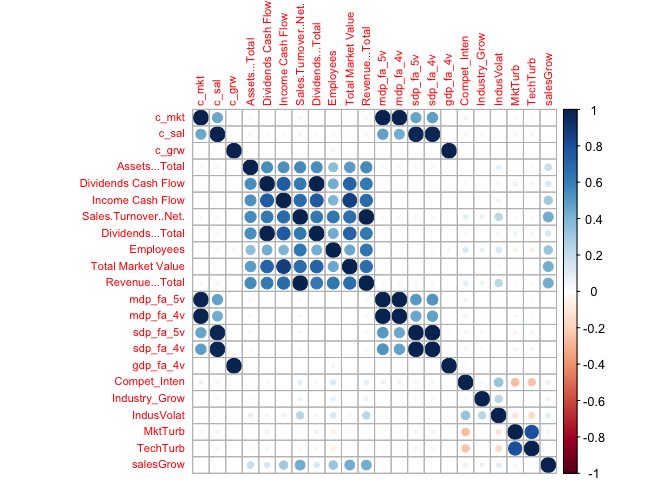 c_mkt
c_sal
c_grw
Assets...Total
Dividends Cash Flow
Income Cash Flow
Sales.Turnover..Net.
Dividends...Total
Employees
Total Market Value
Revenue...Total
mdp_fa_5v
mdp_fa_4v
sdp_fa_5v
sdp_fa_4v
gdp_fa_4v
Compet_Inten
Industry_Grow
IndusVolat
MktTurb
TechTurb
salesGrow
c_mkt
c_sal
c_grw
Assets...Total
Dividends Cash Flow
Income Cash Flow
Sales.Turnover..Net.
Dividends...Total
Employees
Total Market Value
Revenue...Total
mdp_fa_5v
mdp_fa_4v
sdp_fa_5v
sdp_fa_4v
gdp_fa_4v
Compet_Inten
Industry_Grow
IndusVolat
MktTurb
TechTurb
salesGrow
1
0.8
0.6
0.4
0.2
0
-0.2
-0.4
-0.6
-0.8
-1